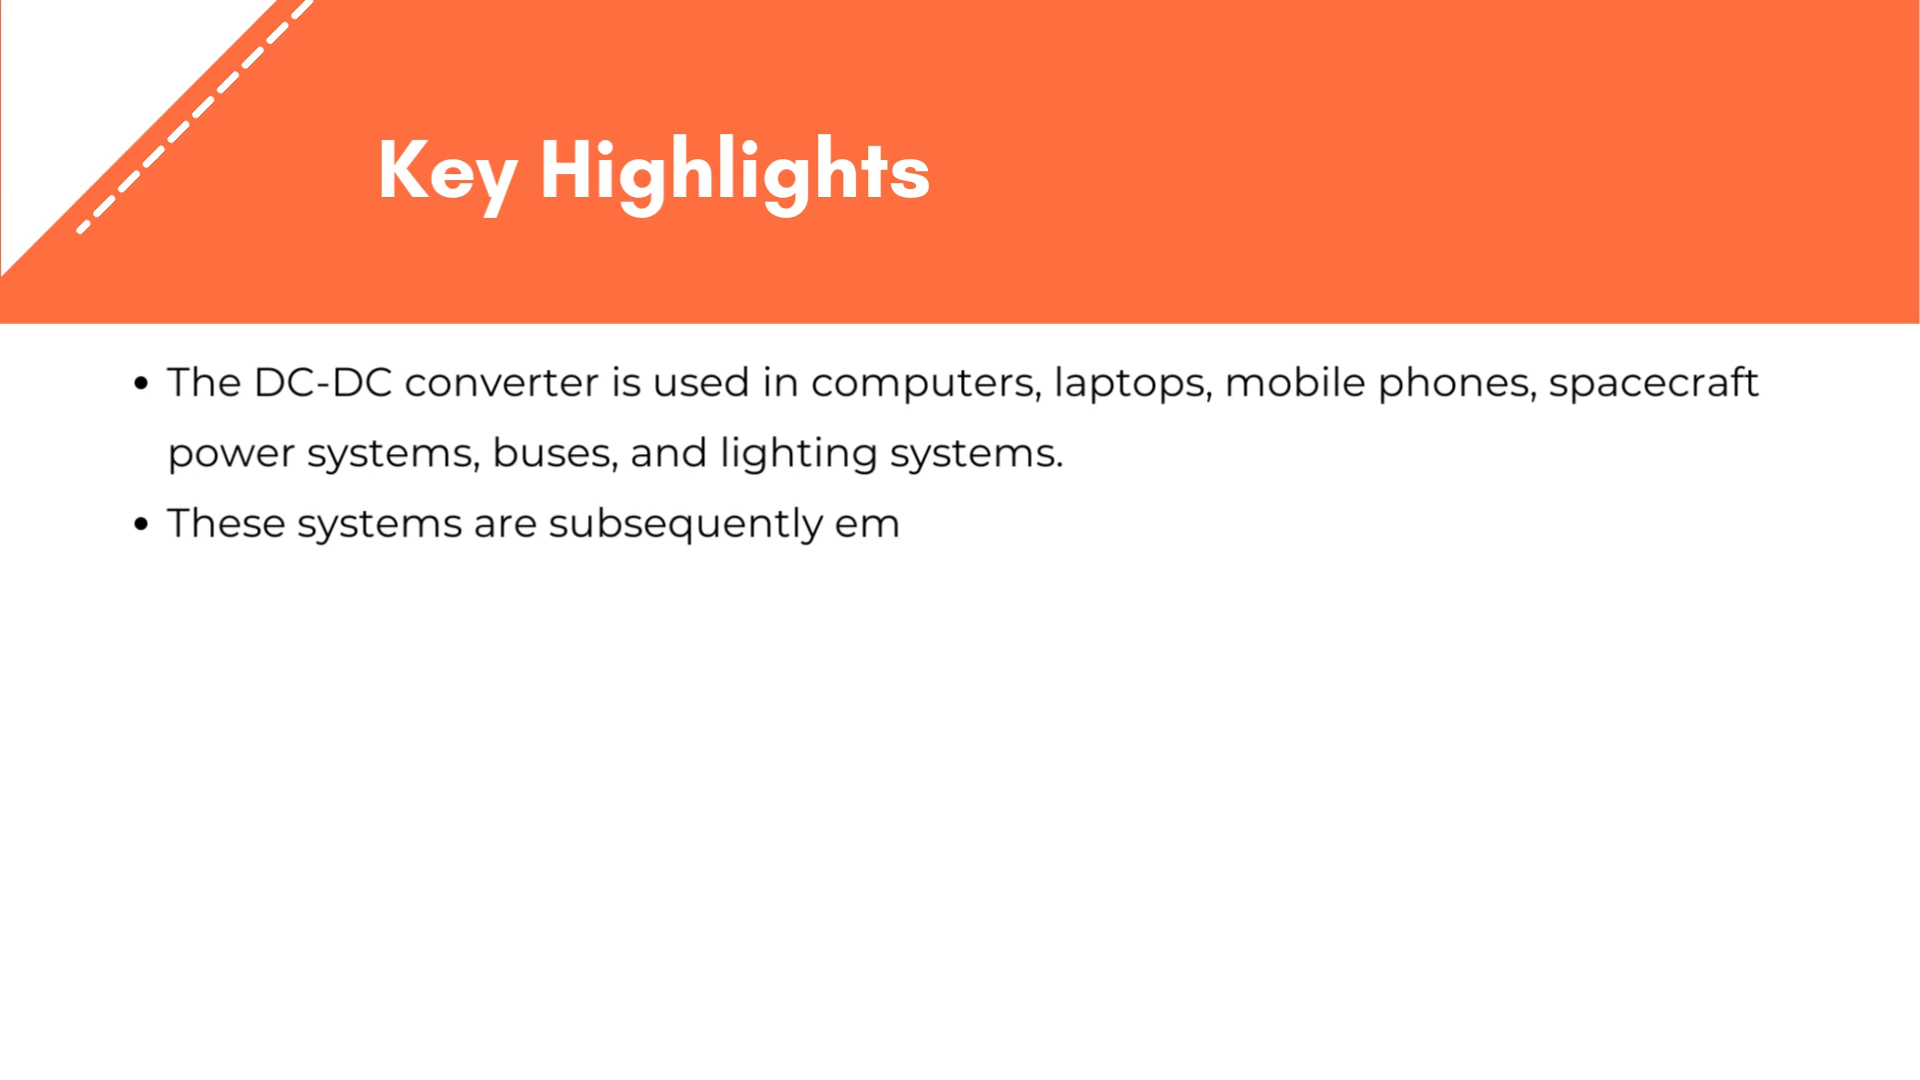 Key Highlights
• The DC-DC converter is used in computers, laptops, mobile phones, spacecraft
power systems, buses, and lighting systems.
• These systems are subsequently em